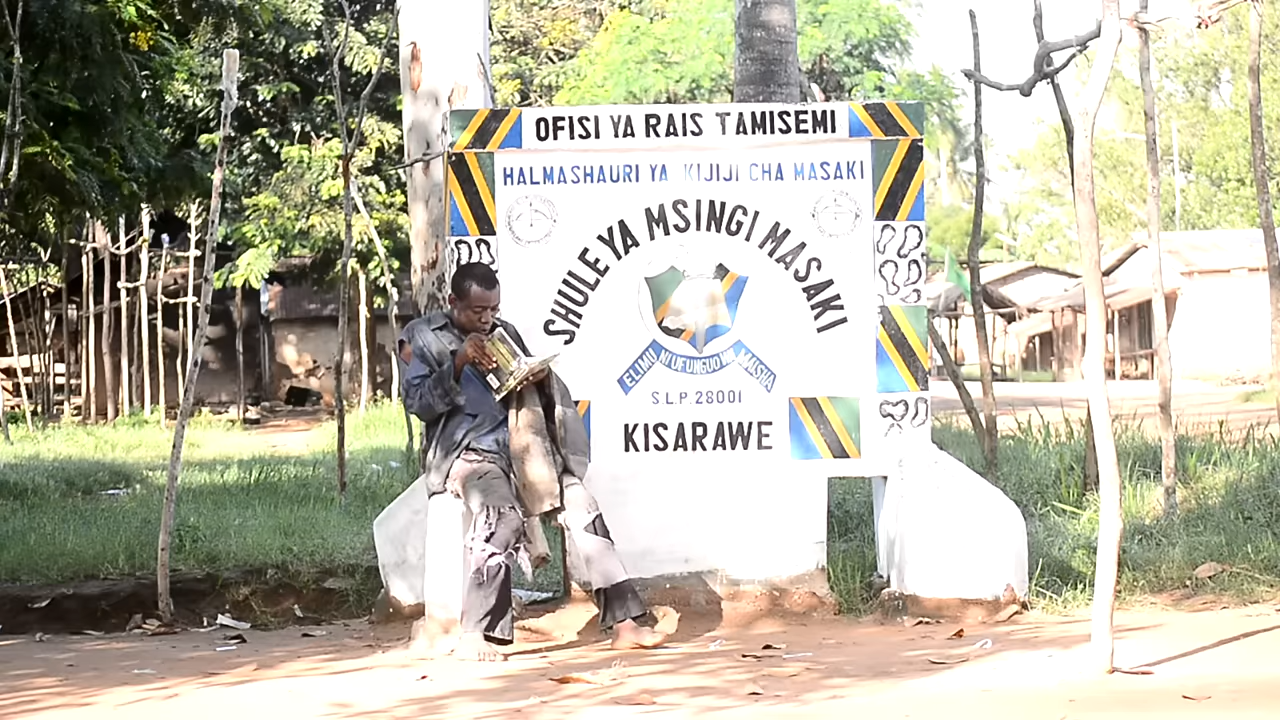 OFISI YA RAIS TAMISEMI
HALMASHAURI YA KIJIJI CHA MASAKI
SHULE YA MSINGI MASAKI
ELIMU NI UFUNGUO WA MAISHA
S.L.P. 28001
KISARAWE